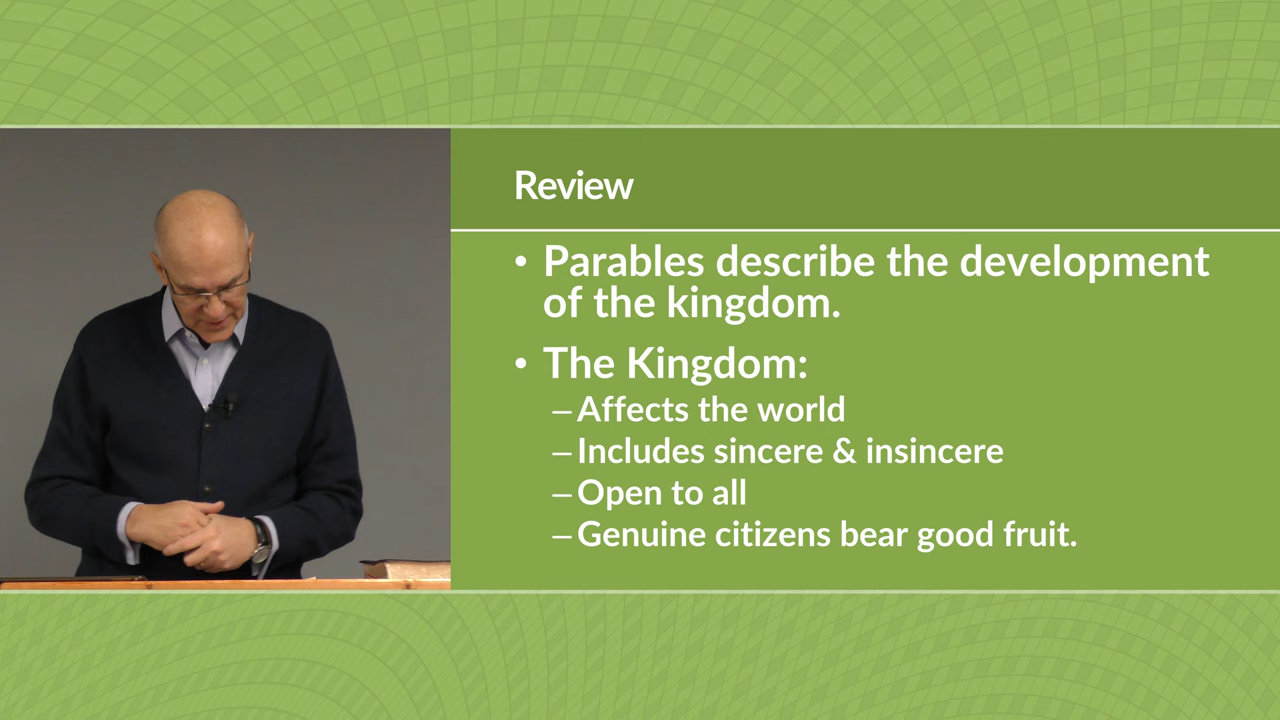 Review
• Parables describe the development
of the kingdom.
• The Kingdom:
– Affects the world
– Includes sincere & insincere
– Open to all
– Genuine citizens bear good fruit.